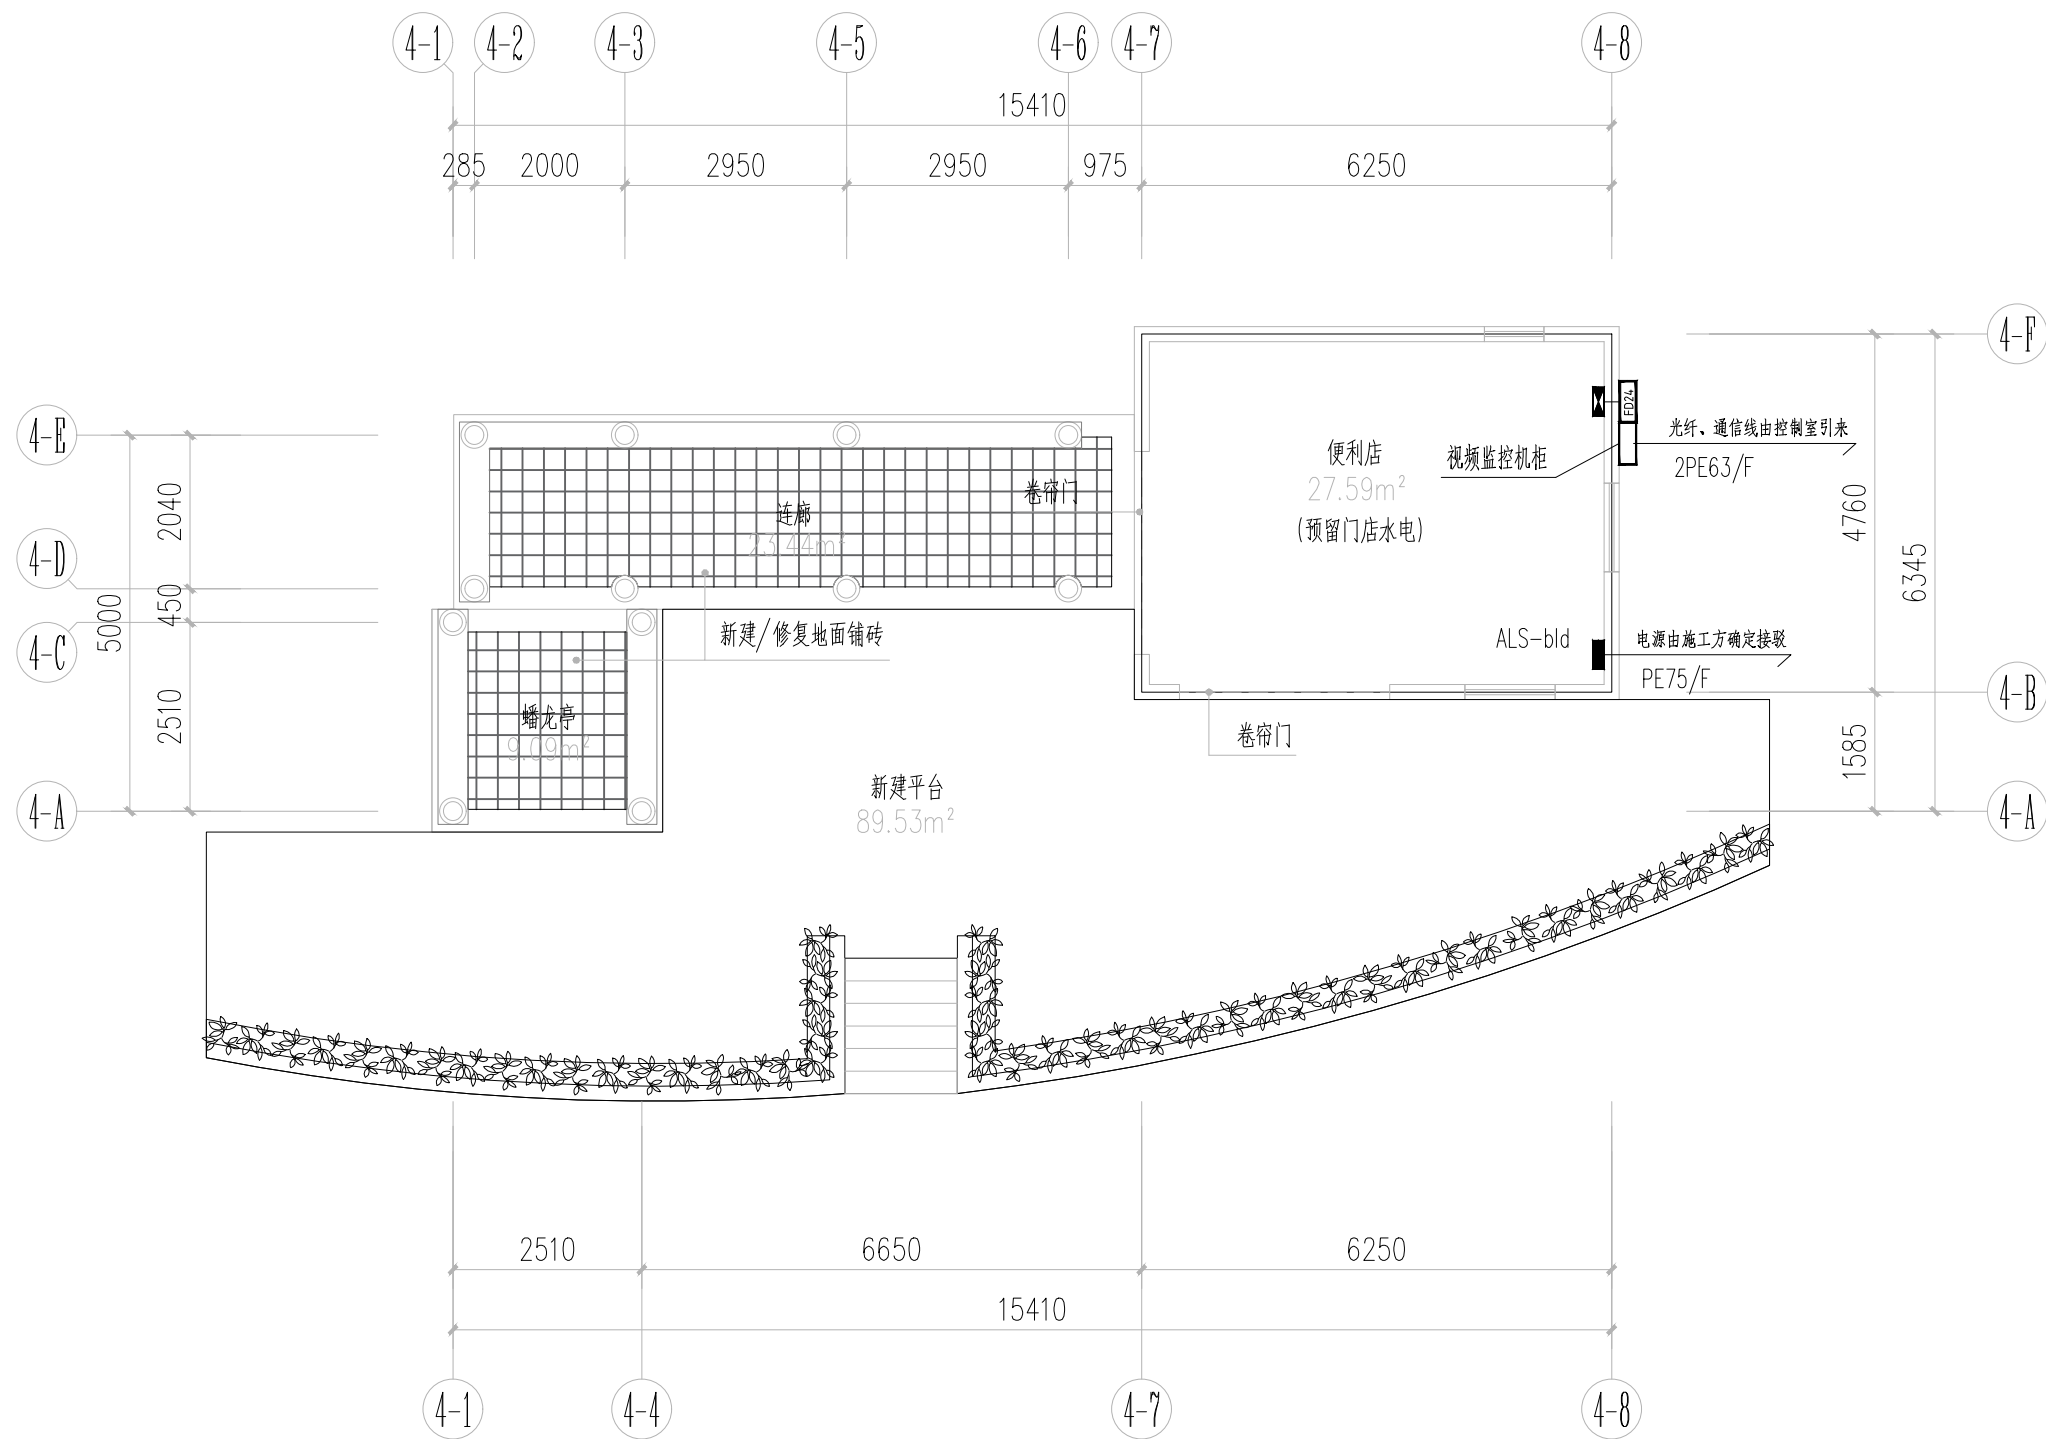 4-1
4-2
4-3
4-5
4-6
4-7
4-8
15410
285
2000
2950
2950
975
6250
4-F
4-E
FD24
光纤、通信线由控制室引来
2PE63/F
便利店
27.59m²
(预留门店水电)
视频监控机柜
卷帘门
连廊
23.44m²
2040
4760
6345
4-D
450
5000
4-C
新建/修复地面铺砖
ALS-bld
电源由施工方确定接驳
PE75/F
4-B
2510
蟠龙亭
9.09m²
卷帘门
1585
新建平台
89.53m²
4-A
4-A
2510
6650
6250
15410
4-1
4-4
4-7
4-8